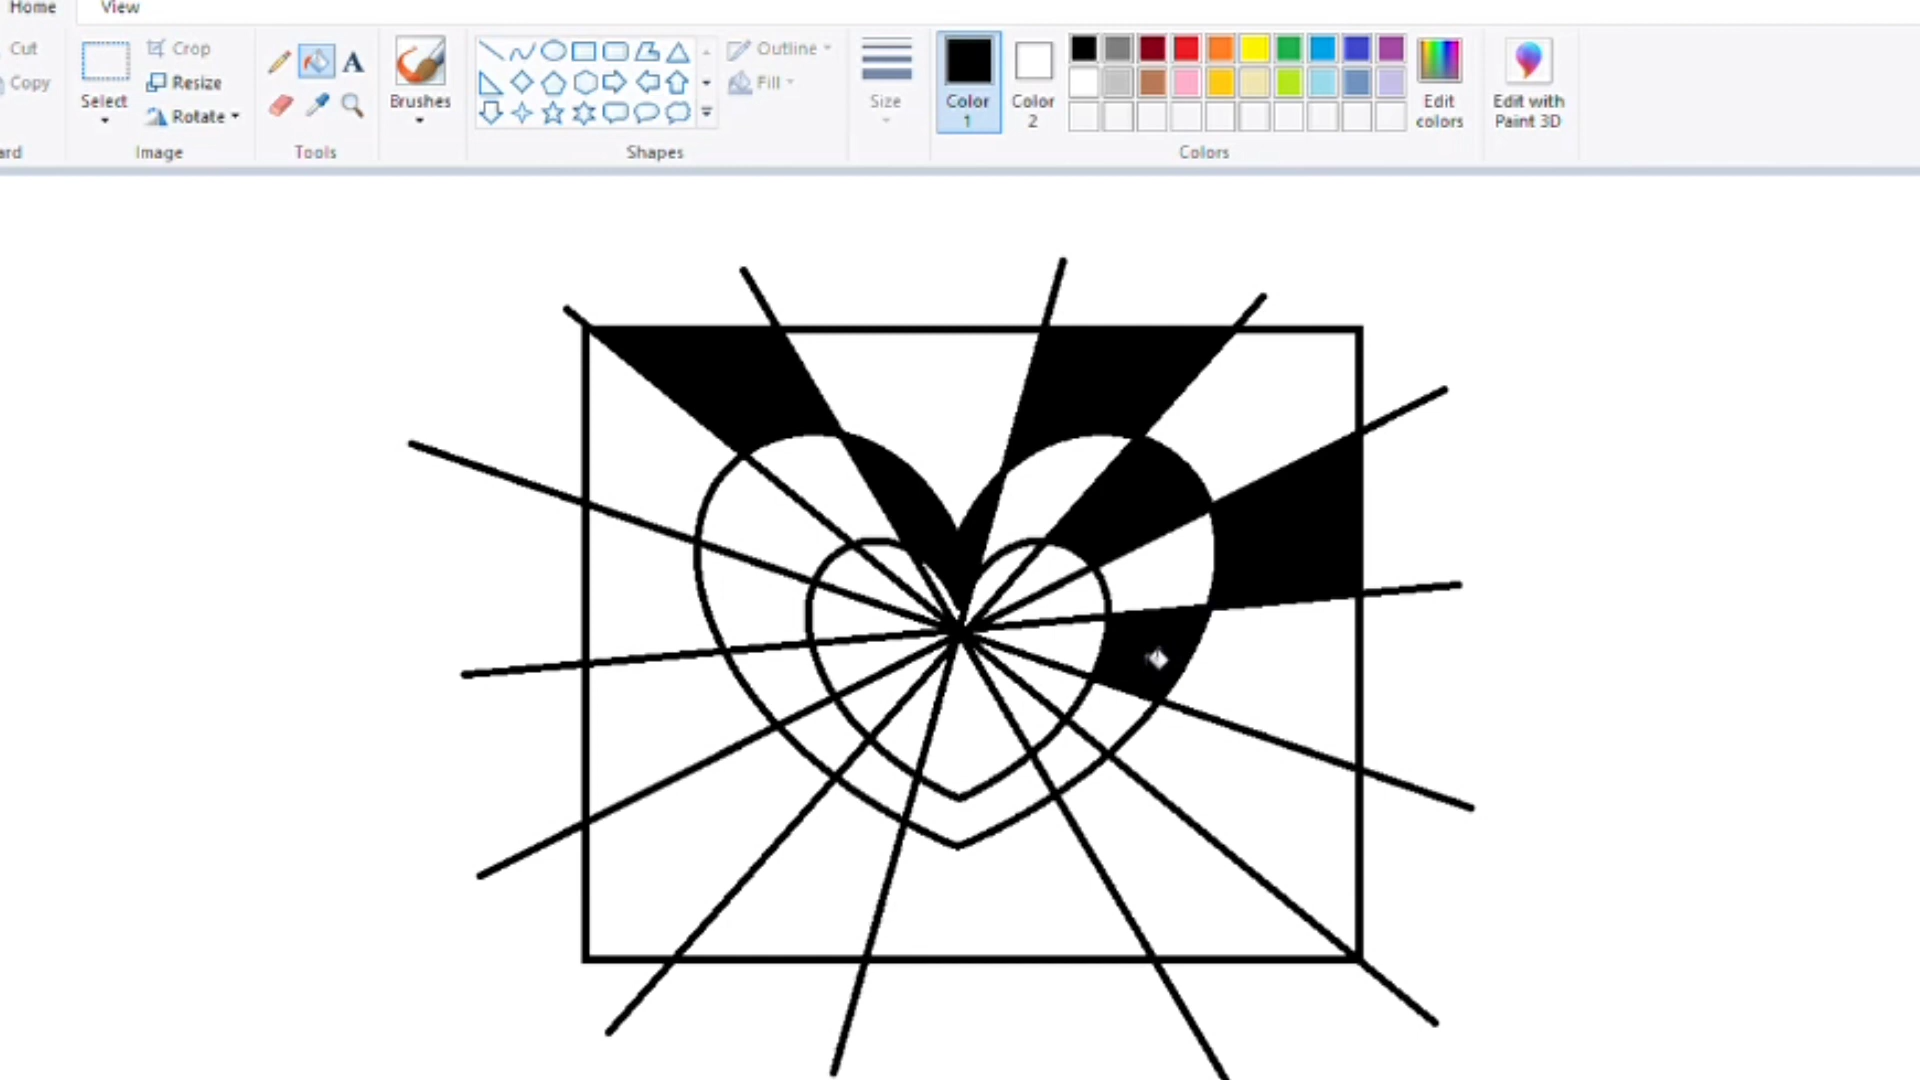 Home View
Cut
Copy
ard
Select
Crop
Resize
Rotate
Image
A
Tools
Brushes
Shapes
Outline
Fill
Size
Color
1
Color
2
Colors
Edit
colors
Edit with
Paint 3D